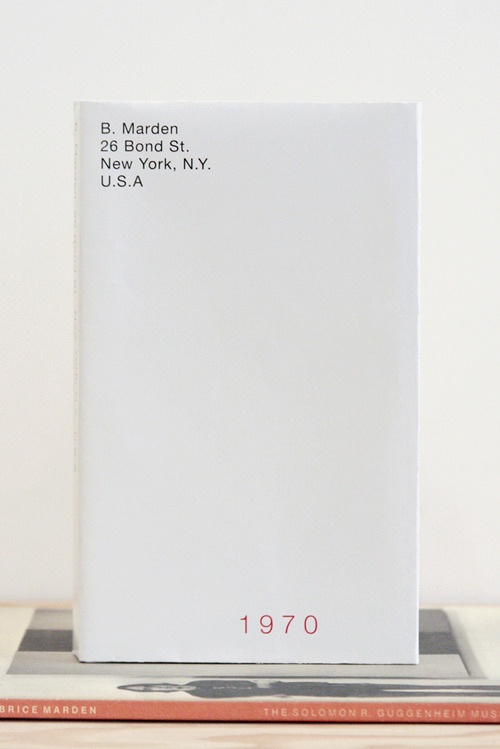 B. Marden
26 Bond St.
New York, N.Y.
U.S.A
1970
BRICE MARDEN
THE SOLOMON R. GUGGENHEIM MUS